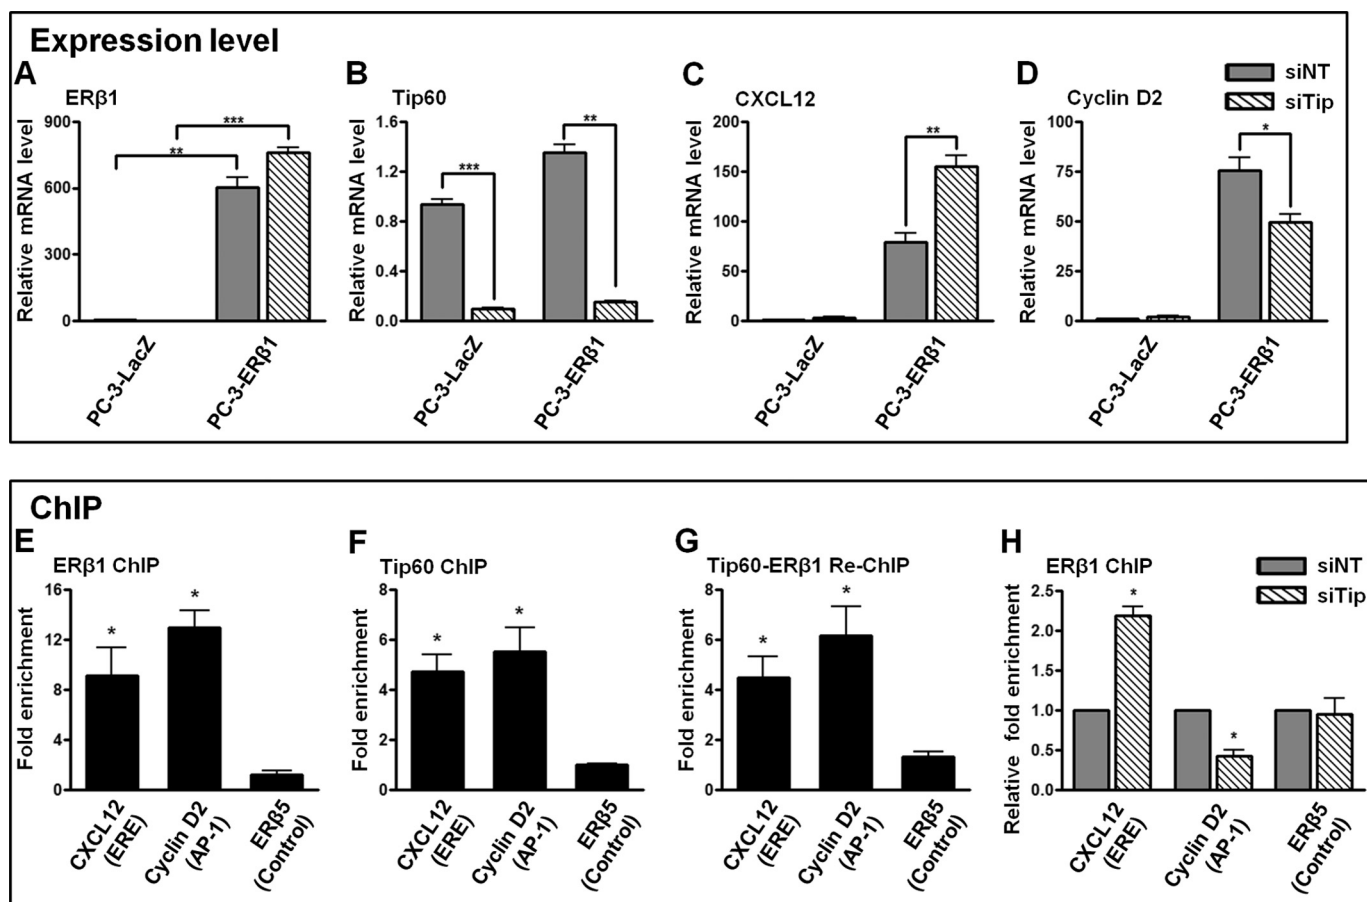 Expression level
A
ERβ1
Relative mRNA level
900
600
300
0
**
***
PC-3-LacZ
PC-3-ERβ1
B
Tip60
Relative mRNA level
1.6
1.2
0.8
0.4
0.0
***
**
PC-3-LacZ
PC-3-ERβ1
C
CXCL12
Relative mRNA level
200
150
100
50
0
**
PC-3-LacZ
PC-3-ERβ1
D
Cyclin D2
Relative mRNA level
100
75
50
25
0
*
PC-3-LacZ
PC-3-ERβ1
siNT
siTip
ChIP
E
ERβ1 ChIP
Fold enrichment
16
12
8
4
0
*
*
CXCL12
(ERE)
Cyclin D2
(AP-1)
ERβ5
(Control)
F
Tip60 ChIP
Fold enrichment
8
6
4
2
0
*
*
CXCL12
(ERE)
Cyclin D2
(AP-1)
ERβ5
(Control)
G
Tip60-ERβ1 Re-ChIP
Fold enrichment
8
6
4
2
0
*
*
CXCL12
(ERE)
Cyclin D2
(AP-1)
ERβ5
(Control)
H
ERβ1 ChIP
Relative fold enrichment
2.5
2.0
1.5
1.0
0.5
0.0
*
*
CXCL12
(ERE)
Cyclin D2
(AP-1)
ERβ5
(Control)
siNT
siTip